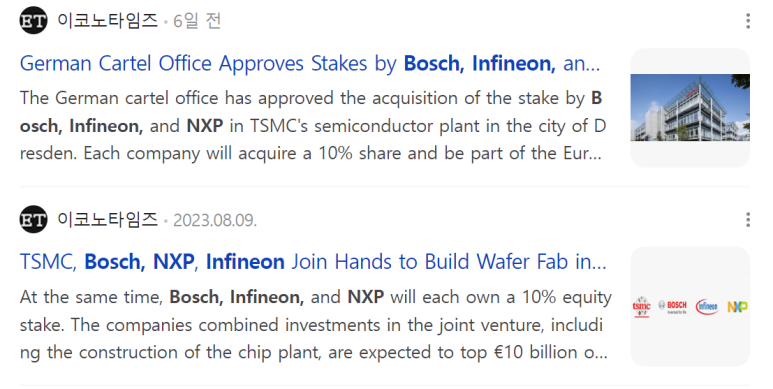 ET 이코노타임즈 · 6일 전
German Cartel Office Approves Stakes by Bosch, Infineon, an...
The German cartel office has approved the acquisition of the stake by B
osch, Infineon, and NXP in TSMC's semiconductor plant in the city of D
resden. Each company will acquire a 10% share and be part of the Eur...
ET 이코노타임즈 · 2023.08.09.
TSMC, Bosch, NXP, Infineon Join Hands to Build Wafer Fab in...
At the same time, Bosch, Infineon, and NXP will each own a 10% equity
stake. The companies combined investments in the joint venture, includi
ng the construction of the chip plant, are expected to top €10 billion o...
tsmc BOSCH Infineon NXP